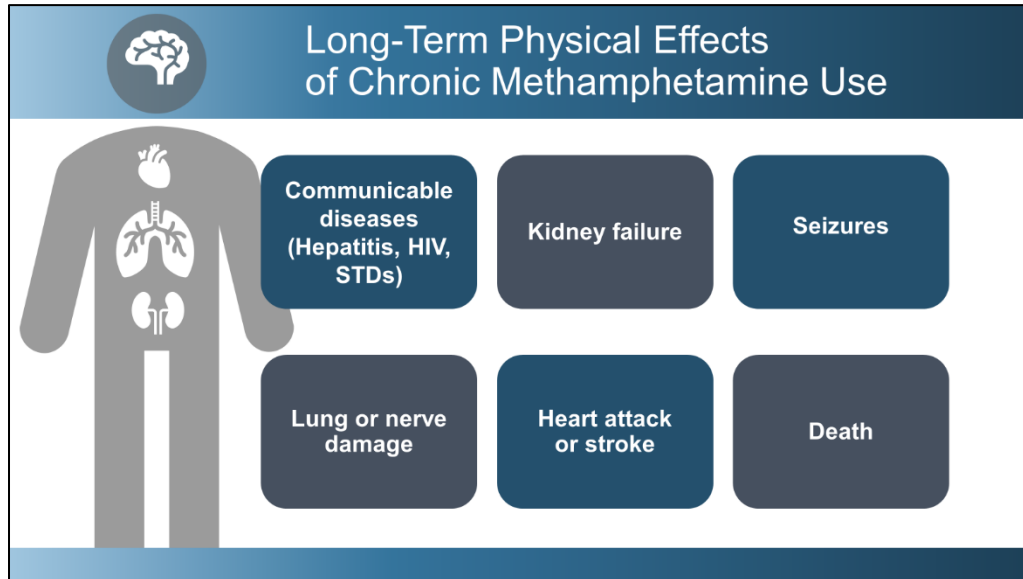 Long-Term Physical Effects
of Chronic Methamphetamine Use
Communicable
diseases
(Hepatitis, HIV,
STDs)
Kidney failure
Seizures
Lung or nerve
damage
Heart attack
or stroke
Death